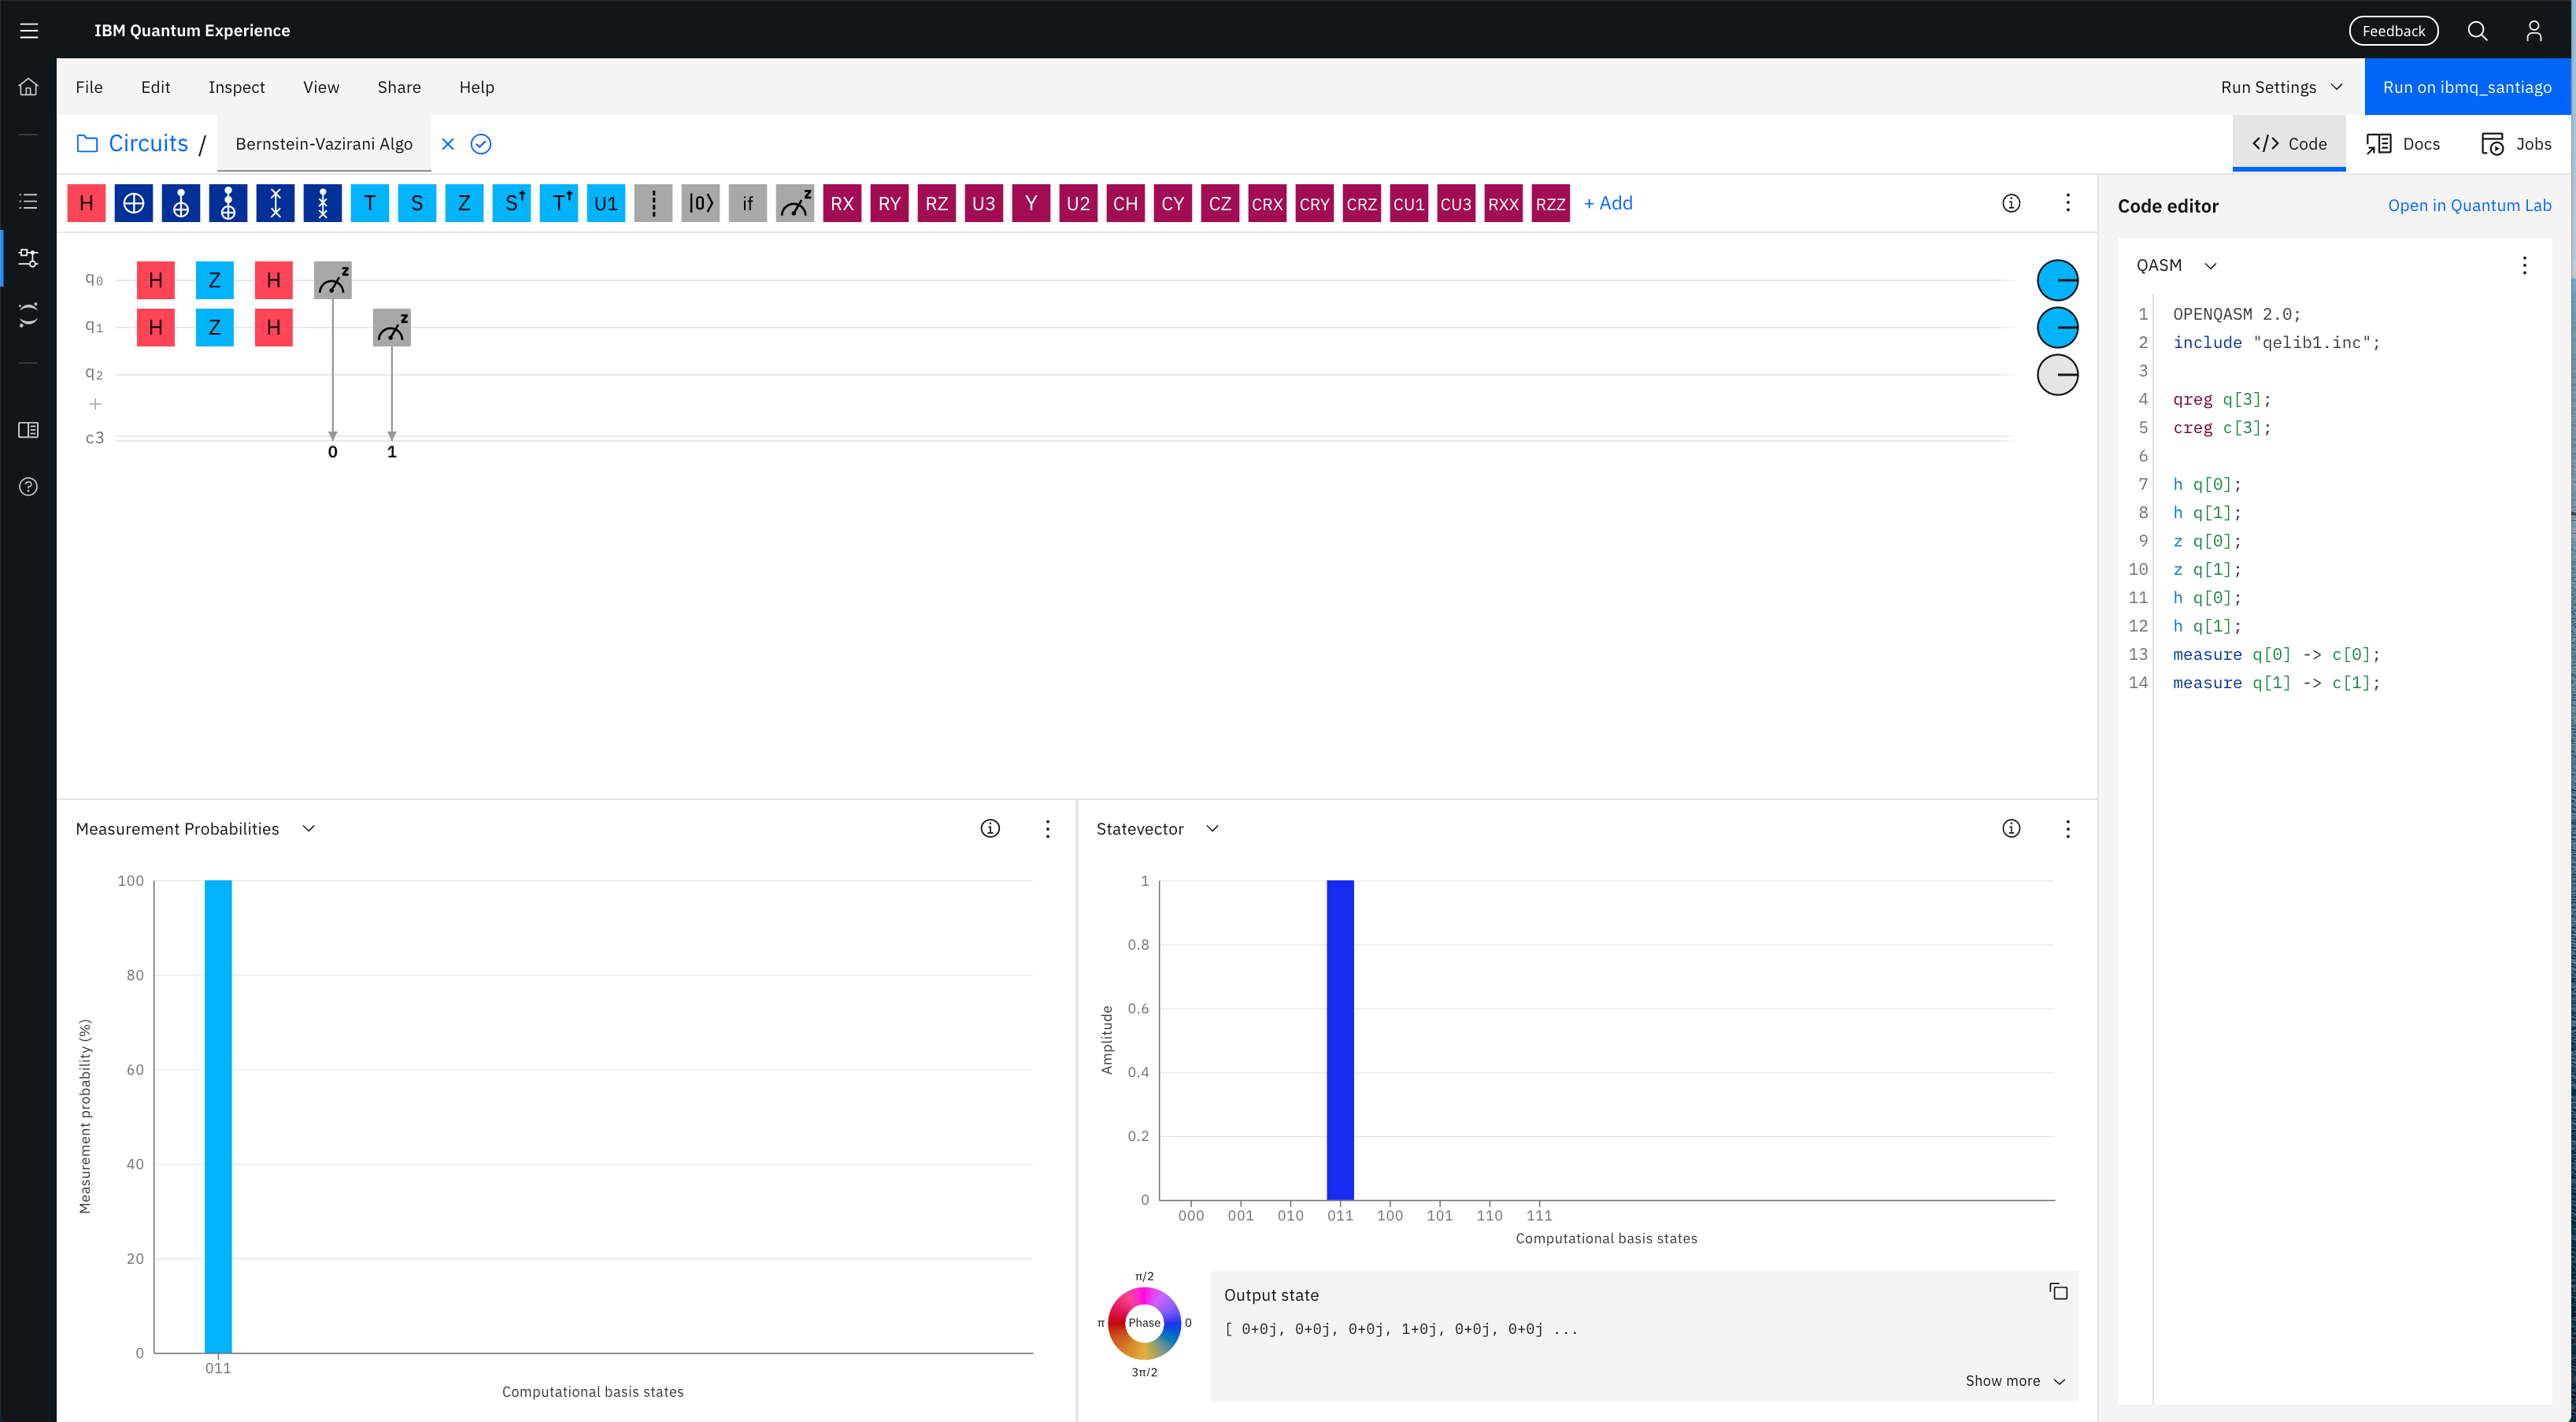 IBM Quantum Experience
Feedback
File Edit Inspect View Share Help
Run Settings
Run on ibmq_santiago
Circuits / Bernstein-Vazirani Algo
Code Docs Jobs
H T S Z S† T† U1 |0⟩ if z RX RY RZ U3 Y U2 CH CY CZ CRX CRY CRZ CU1 CU3 RXX RZZ + Add
q0 H Z H z
q1 H Z H z
q2
+
c3
0 1
Code editor
Open in Quantum Lab
QASM
1 OPENQASM 2.0;
2 include "qelib1.inc";
3
4 qreg q[3];
5 creg c[3];
6
7 h q[0];
8 h q[1];
9 z q[0];
10 z q[1];
11 h q[0];
12 h q[1];
13 measure q[0] -> c[0];
14 measure q[1] -> c[1];
Measurement Probabilities
100
80
60
40
20
0
Measurement probability (%)
011
Computational basis states
Statevector
1
0.8
0.6
0.4
0.2
0
Amplitude
000 001 010 011 100 101 110 111
Computational basis states
π/2
π Phase 0
3π/2
Output state
[ 0+0j, 0+0j, 0+0j, 1+0j, 0+0j, 0+0j ...
Show more